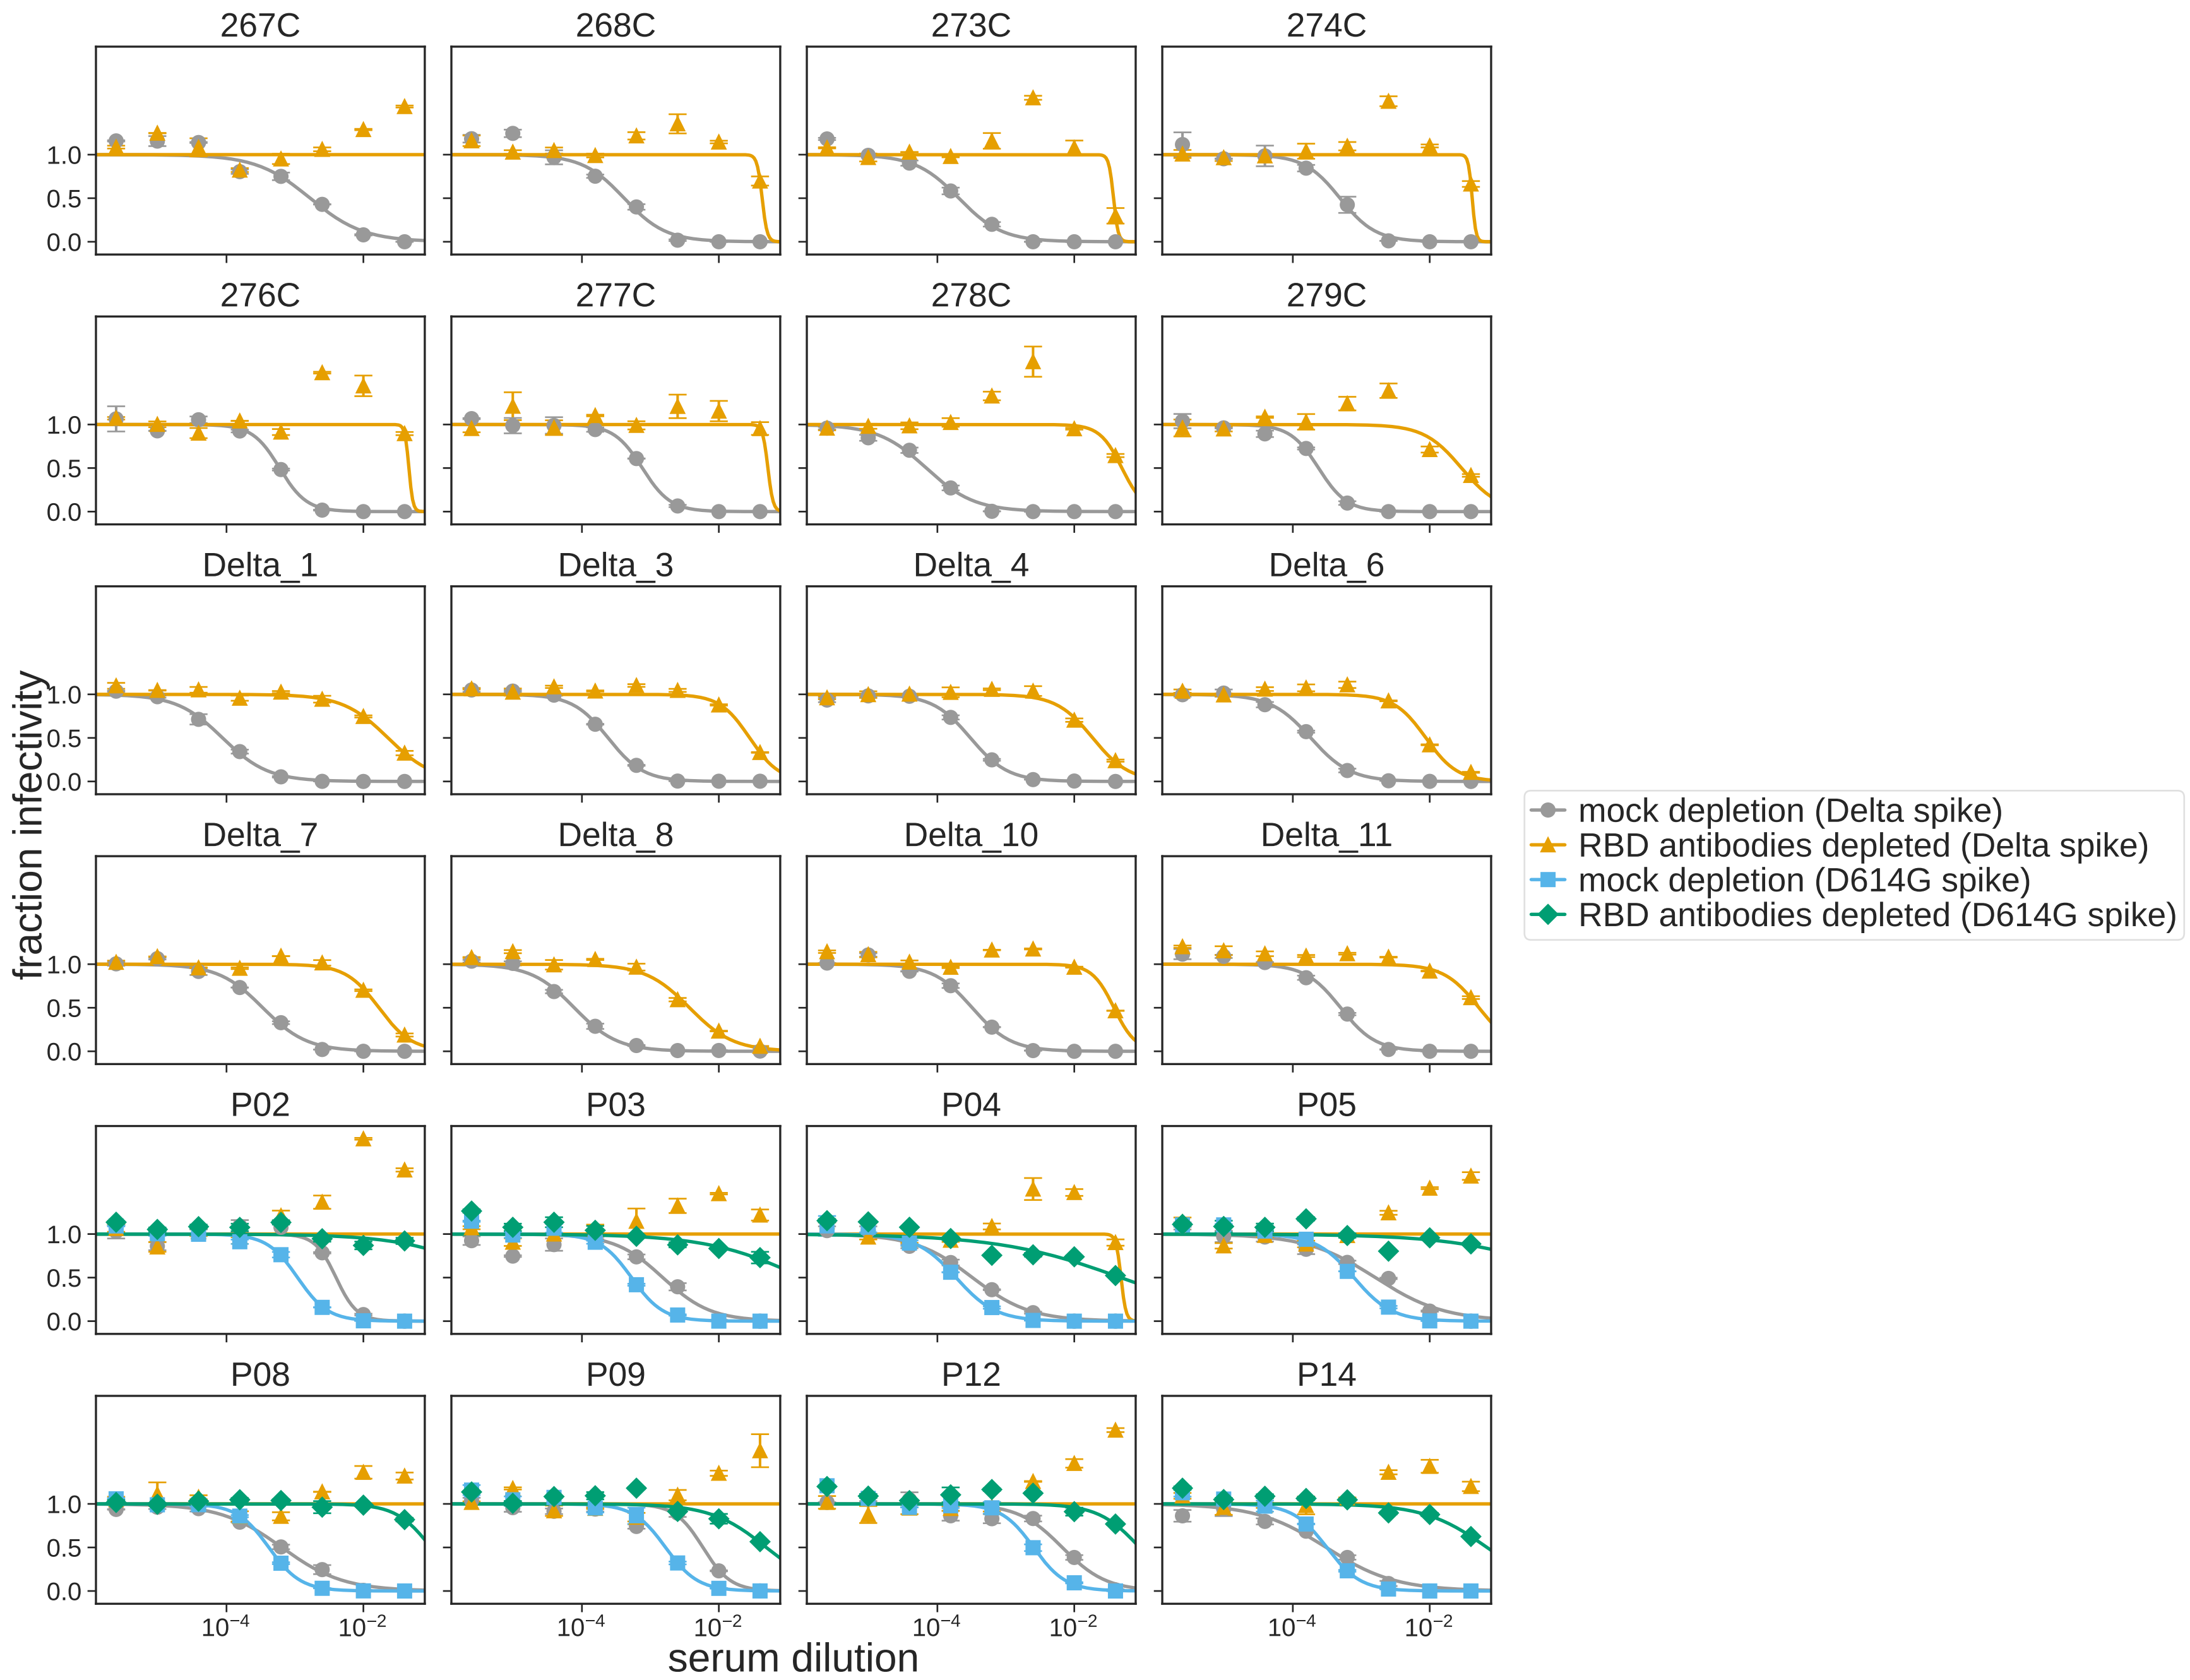 267C 268C 273C 274C
1.0
0.5
0.0
276C 277C 278C 279C
1.0
0.5
0.0
Delta_1 Delta_3 Delta_4 Delta_6
1.0
0.5
0.0
Delta_7 Delta_8 Delta_10 Delta_11
1.0
0.5
0.0
P02 P03 P04 P05
1.0
0.5
0.0
P08 P09 P12 P14
1.0
0.5
0.0
10⁻⁴ 10⁻² 10⁻⁴ 10⁻² 10⁻⁴ 10⁻² 10⁻⁴ 10⁻²
serum dilution
fraction infectivity
mock depletion (Delta spike)
RBD antibodies depleted (Delta spike)
mock depletion (D614G spike)
RBD antibodies depleted (D614G spike)